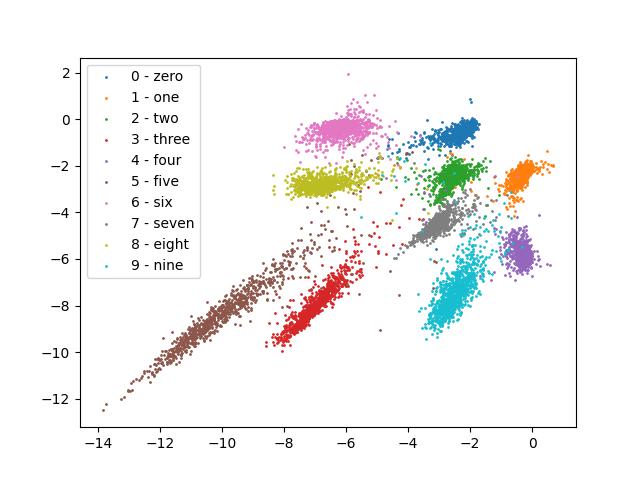 0 - zero
1 - one
2 - two
3 - three
4 - four
5 - five
6 - six
7 - seven
8 - eight
9 - nine
2
0
−2
−4
−6
−8
−10
−12
−14 −12 −10 −8 −6 −4 −2 0